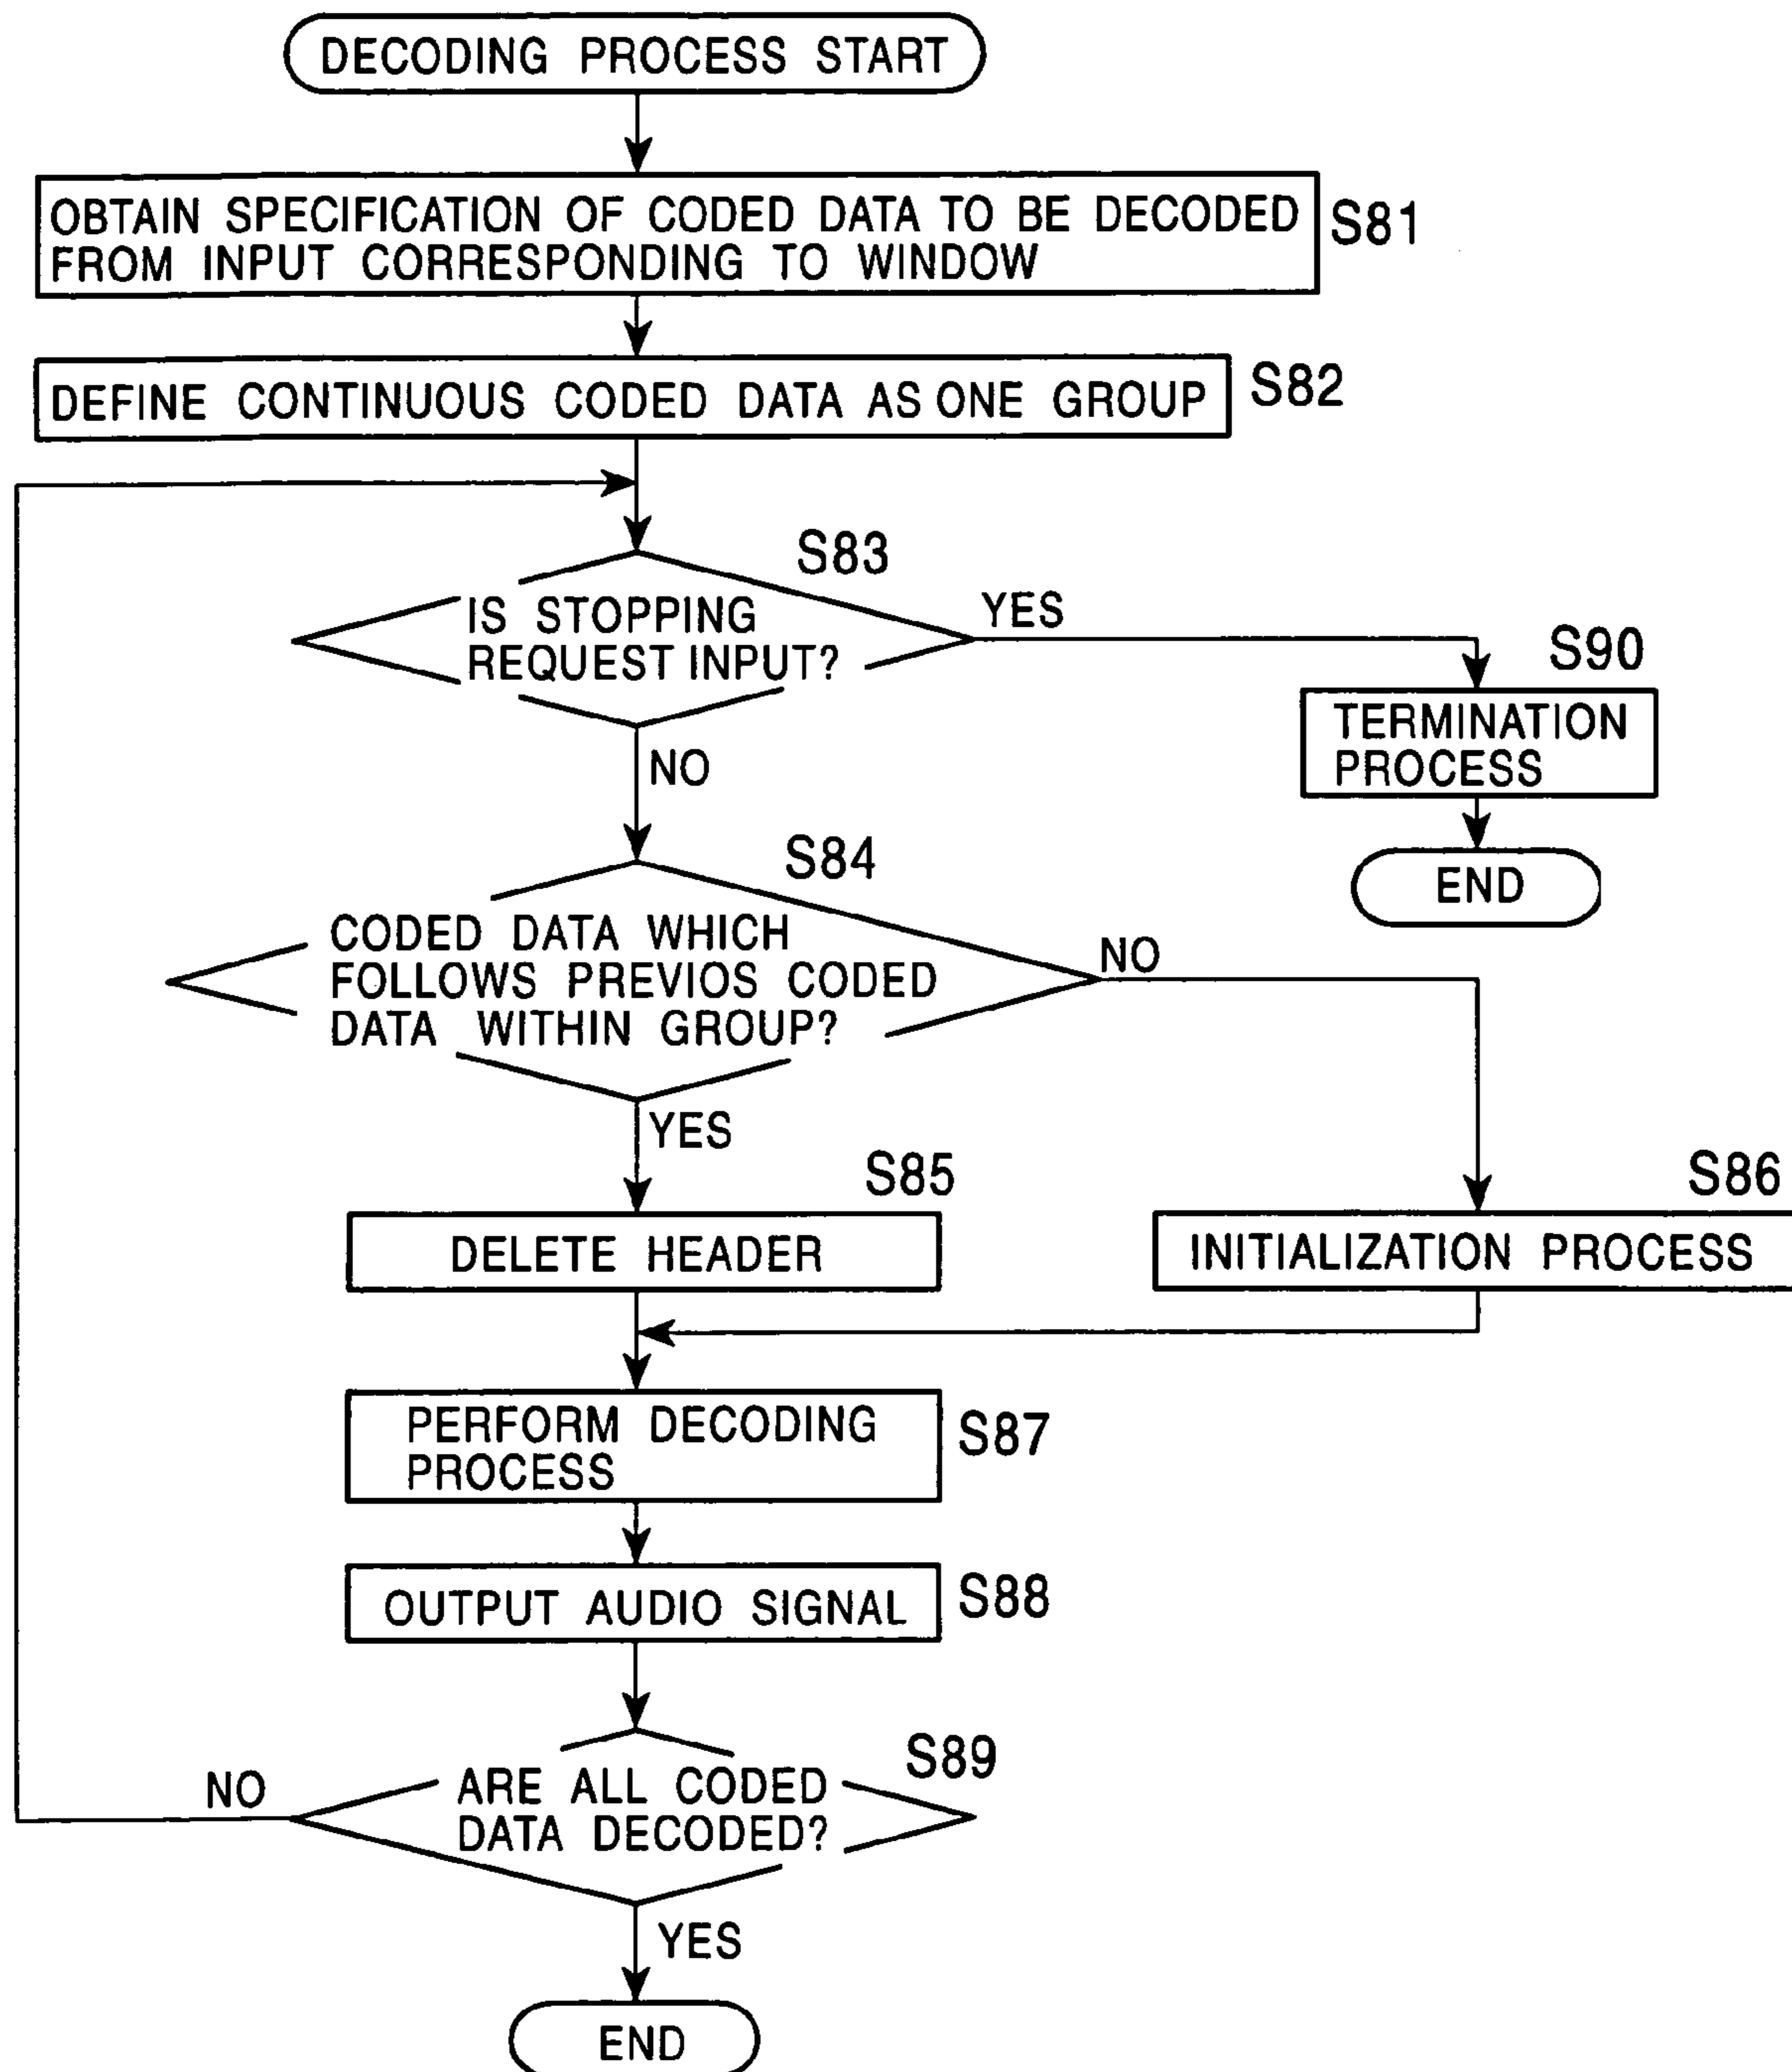 DECODING PROCESS START
OBTAIN SPECIFICATION OF CODED DATA TO BE DECODED
FROM INPUT CORRESPONDING TO WINDOW
S81
DEFINE CONTINUOUS CODED DATA AS ONE GROUP
S82
S83
IS STOPPING
REQUEST INPUT?
YES
NO
S90
TERMINATION
PROCESS
END
S84
CODED DATA WHICH
FOLLOWS PREVIOS CODED
DATA WITHIN GROUP?
NO
YES
S85
DELETE HEADER
S86
INITIALIZATION PROCESS
PERFORM DECODING
PROCESS
S87
OUTPUT AUDIO SIGNAL
S88
S89
ARE ALL CODED
DATA DECODED?
NO
YES
END